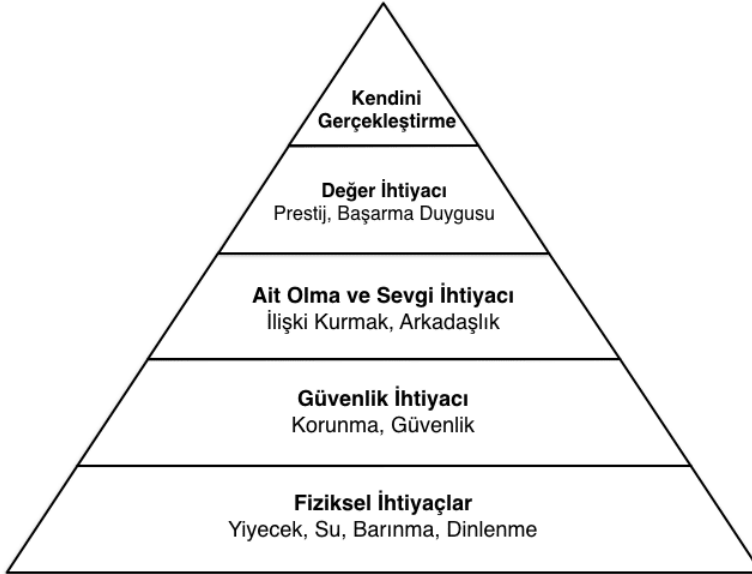 Kendini
Gerçekleştirme
Değer İhtiyacı
Prestij, Başarma Duygusu
Ait Olma ve Sevgi İhtiyacı
İlişki Kurmak, Arkadaşlık
Güvenlik İhtiyacı
Korunma, Güvenlik
Fiziksel İhtiyaçlar
Yiyecek, Su, Barınma, Dinlenme